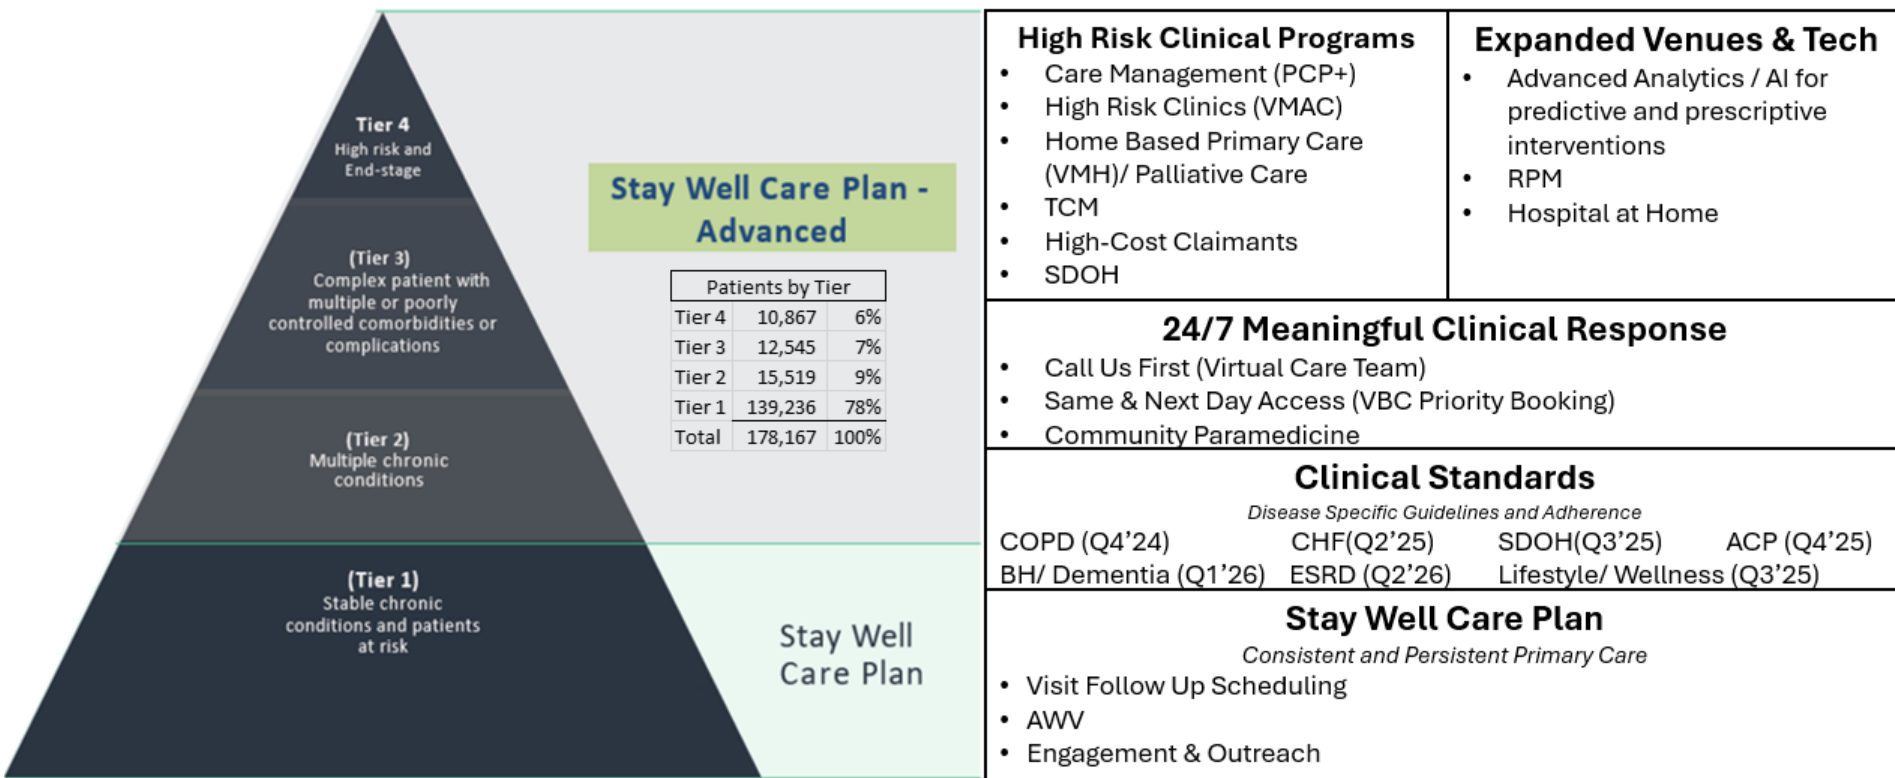 Tier 4
High risk and
End-stage
(Tier 3)
Complex patient with
multiple or poorly
controlled comorbidities or
complications
(Tier 2)
Multiple chronic
conditions
(Tier 1)
Stable chronic
conditions and patients
at risk
Stay Well Care Plan -
Advanced
Patients by Tier
Tier 4 10,867 6%
Tier 3 12,545 7%
Tier 2 15,519 9%
Tier 1 139,236 78%
Total 178,167 100%
Stay Well
Care Plan
High Risk Clinical Programs
• Care Management (PCP+)
• High Risk Clinics (VMAC)
• Home Based Primary Care
(VMH)/ Palliative Care
• TCM
• High-Cost Claimants
• SDOH
Expanded Venues & Tech
• Advanced Analytics / AI for
predictive and prescriptive
interventions
• RPM
• Hospital at Home
24/7 Meaningful Clinical Response
• Call Us First (Virtual Care Team)
• Same & Next Day Access (VBC Priority Booking)
• Community Paramedicine
Clinical Standards
Disease Specific Guidelines and Adherence
COPD (Q4’24) CHF(Q2’25) SDOH(Q3’25) ACP (Q4’25)
BH/ Dementia (Q1’26) ESRD (Q2’26) Lifestyle/ Wellness (Q3’25)
Stay Well Care Plan
Consistent and Persistent Primary Care
• Visit Follow Up Scheduling
• AWV
• Engagement & Outreach